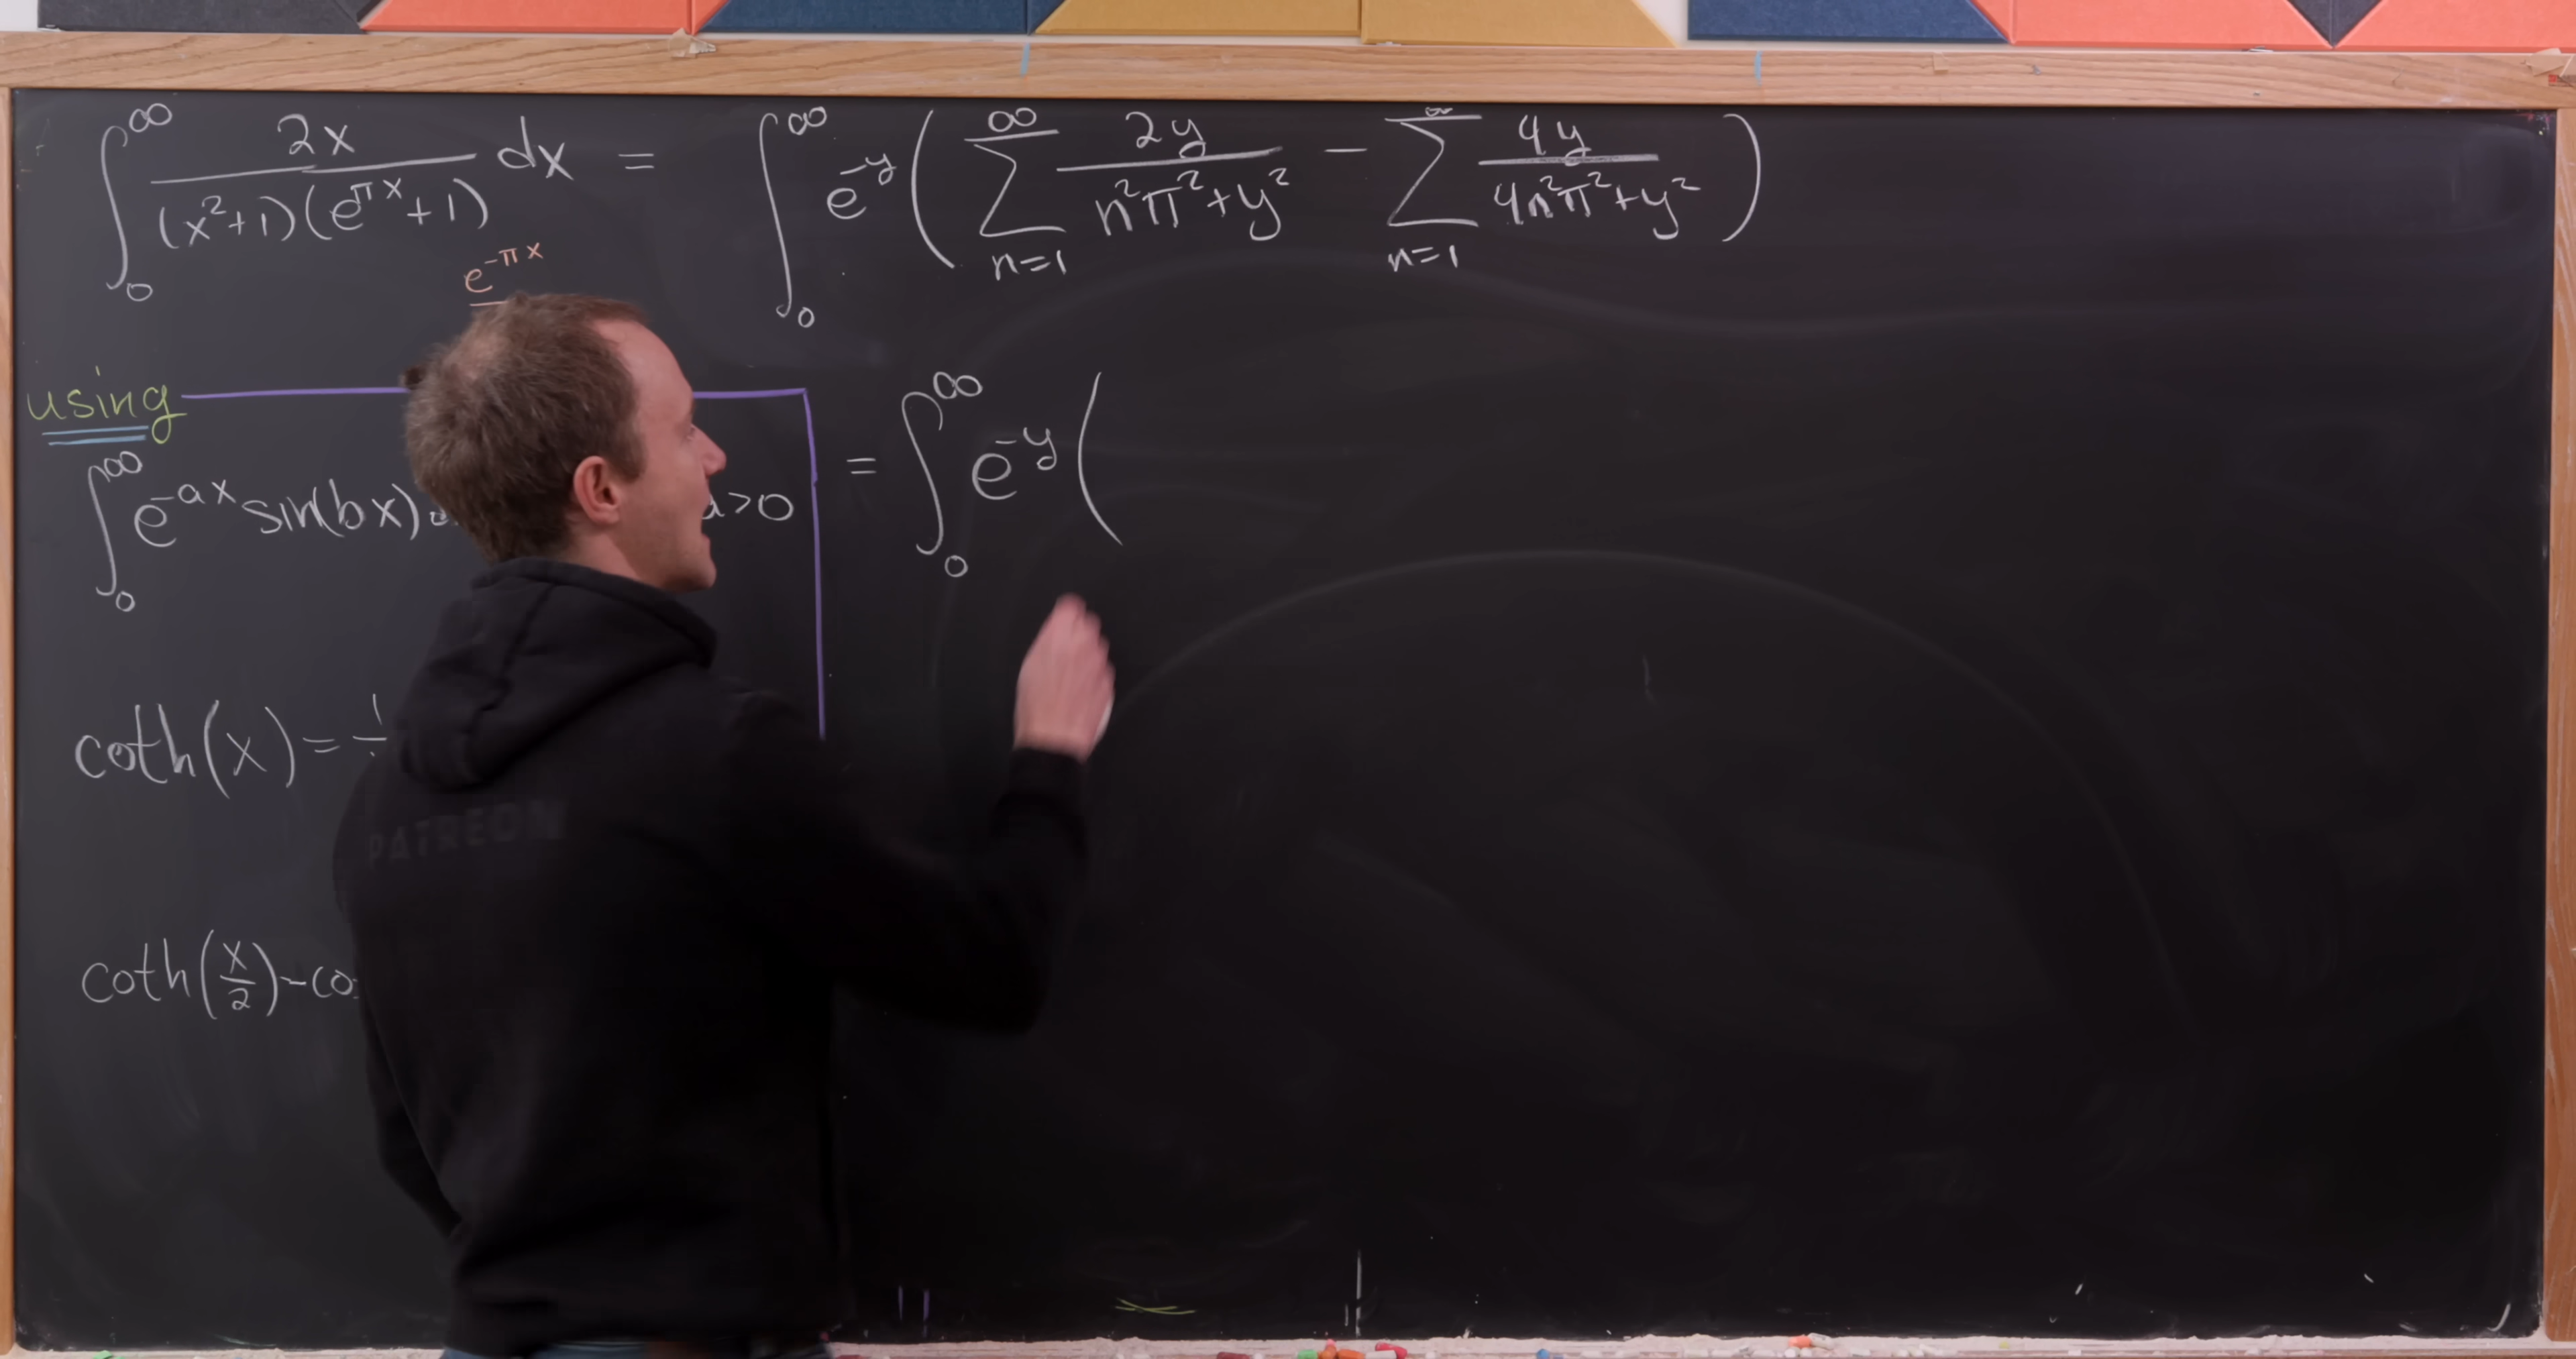 ∫₀^∞ 2x/((x²+1)(e^{πx}+1)) dx = ∫₀^∞ e^{-y} ( ∑_{n=1}^∞ 2y/(n²π²+y²) - ∑_{n=1}^∞ 4y/(4n²π²+y²) )
e^{-πx}
using
= ∫₀^∞ e^{-y} (
∫₀^∞ e^{-ax} sin(bx) a>0
coth(x) = 1
coth(x/2) -
PATREON